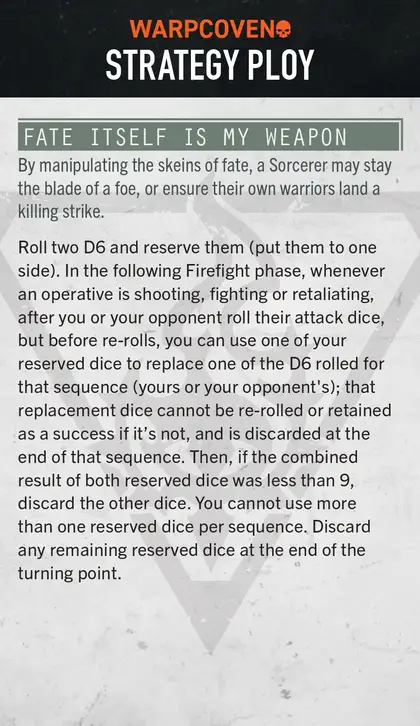 WARPCOVEN
STRATEGY PLOY
FATE ITSELF IS MY WEAPON
By manipulating the skeins of fate, a Sorcerer may stay
the blade of a foe, or ensure their own warriors land a
killing strike.
Roll two D6 and reserve them (put them to one
side). In the following Firefight phase, whenever
an operative is shooting, fighting or retaliating,
after you or your opponent roll their attack dice,
but before re-rolls, you can use one of your
reserved dice to replace one of the D6 rolled for
that sequence (yours or your opponent's); that
replacement dice cannot be re-rolled or retained
as a success if it’s not, and is discarded at the
end of that sequence. Then, if the combined
result of both reserved dice was less than 9,
discard the other dice. You cannot use more
than one reserved dice per sequence. Discard
any remaining reserved dice at the end of the
turning point.